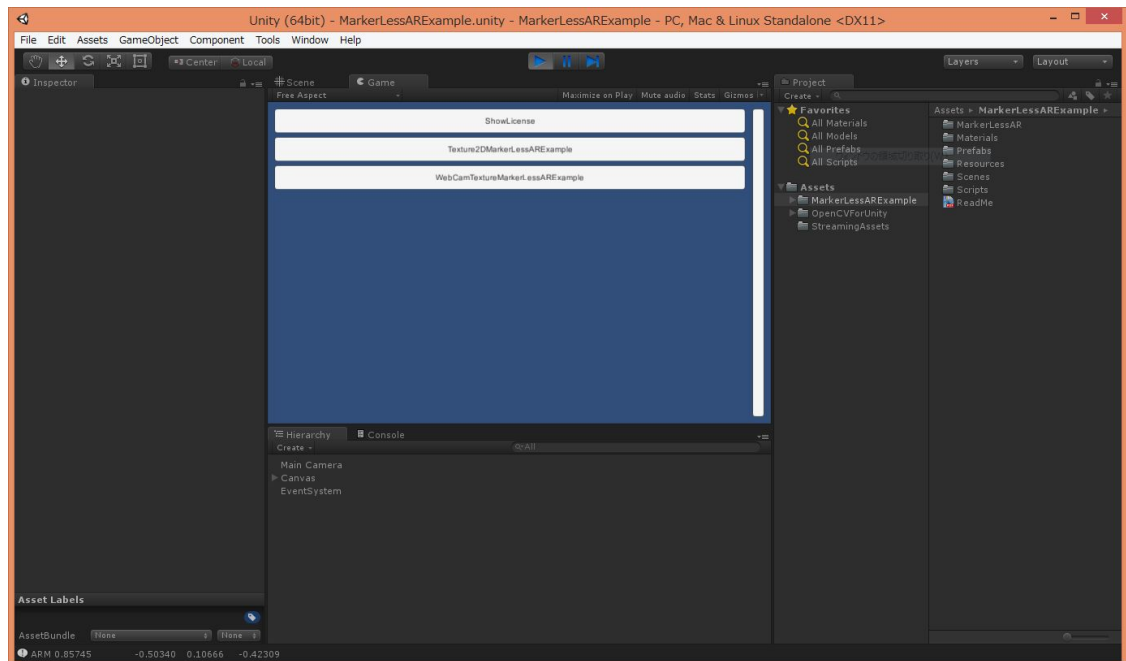 Unity (64bit) - MarkerLessARExample.unity - MarkerLessARExample - PC, Mac & Linux Standalone <DX11>
File Edit Assets GameObject Component Tools Window Help
Center Local
Layers Layout
Inspector
Scene Game
Free Aspect Maximize on Play Mute audio Stats Gizmos
ShowLicense
Texture2DMarkerLessARExample
WebCamTextureMarkerLessARExample
Hierarchy Console
Create All
Main Camera
Canvas
EventSystem
Project
Create
Favorites
All Materials
All Models
All Prefabs
All Scripts
Assets
MarkerLessARExample
OpenCVForUnity
StreamingAssets
Assets MarkerLessARExample
MarkerLessAR
Materials
Prefabs
Resources
Scenes
Scripts
ReadMe
Asset Labels
AssetBundle None None
ARM 0.85745 -0.50340 0.10666 -0.42309